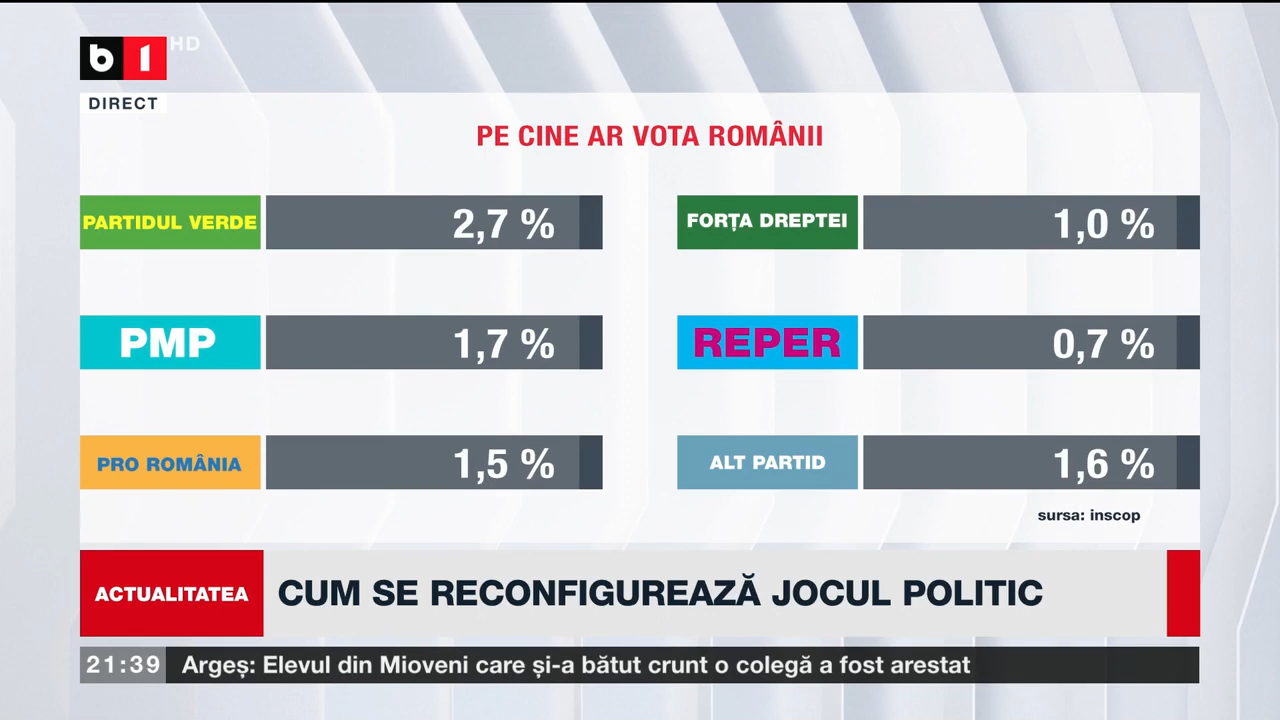 b1 HD
DIRECT
PE CINE AR VOTA ROMÂNII
PARTIDUL VERDE 2,7 %
FORȚA DREPTEI 1,0 %
PMP 1,7 %
REPER 0,7 %
PRO ROMÂNIA 1,5 %
ALT PARTID 1,6 %
sursa: inscop
ACTUALITATEA CUM SE RECONFIGUREAZĂ JOCUL POLITIC
21:39 Argeș: Elevul din Mioveni care și-a bătut crunt o colegă a fost arestat